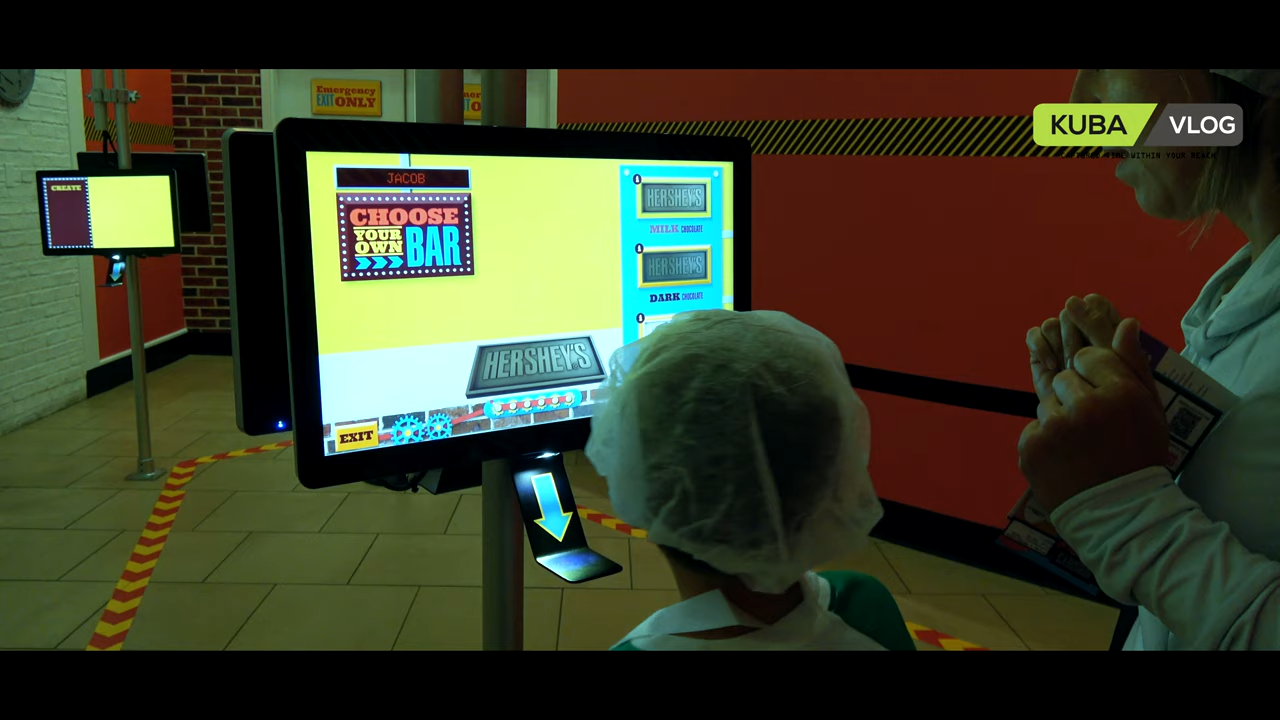 Emergency
EXIT ONLY
KUBA VLOG
CREATE
JACOB
CHOOSE
YOUR
OWN
BAR
HERSHEY'S
MILK CHOCOLATE
HERSHEY'S
DARK CHOCOLATE
HERSHEY'S
EXIT